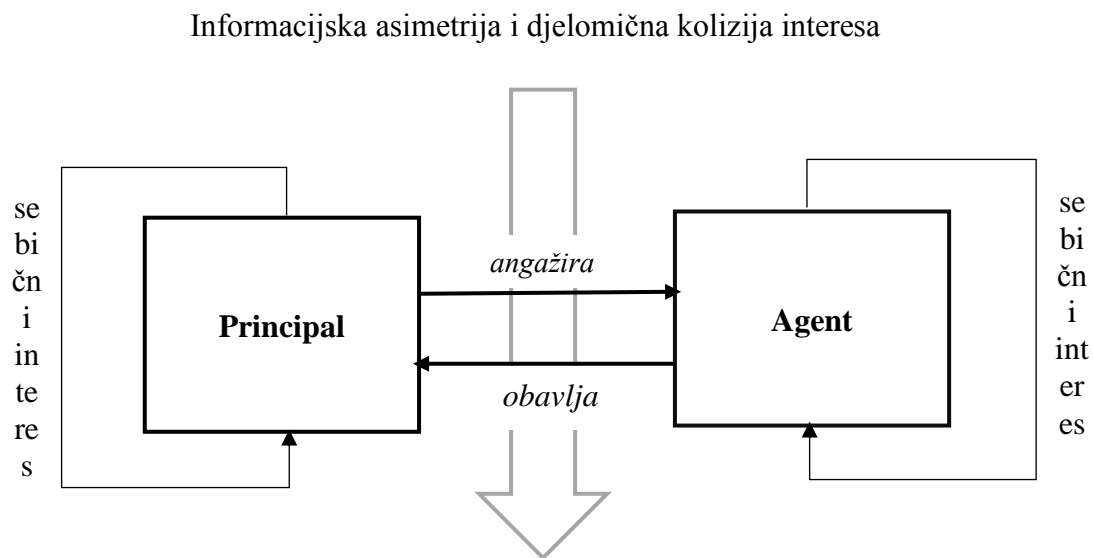 Informacijska asimetrija i djelomična kolizija interesa
se
bi
čn
i
in
te
re
s
Principal
angažira
obavlja
Agent
se
bi
čn
i
int
er
es